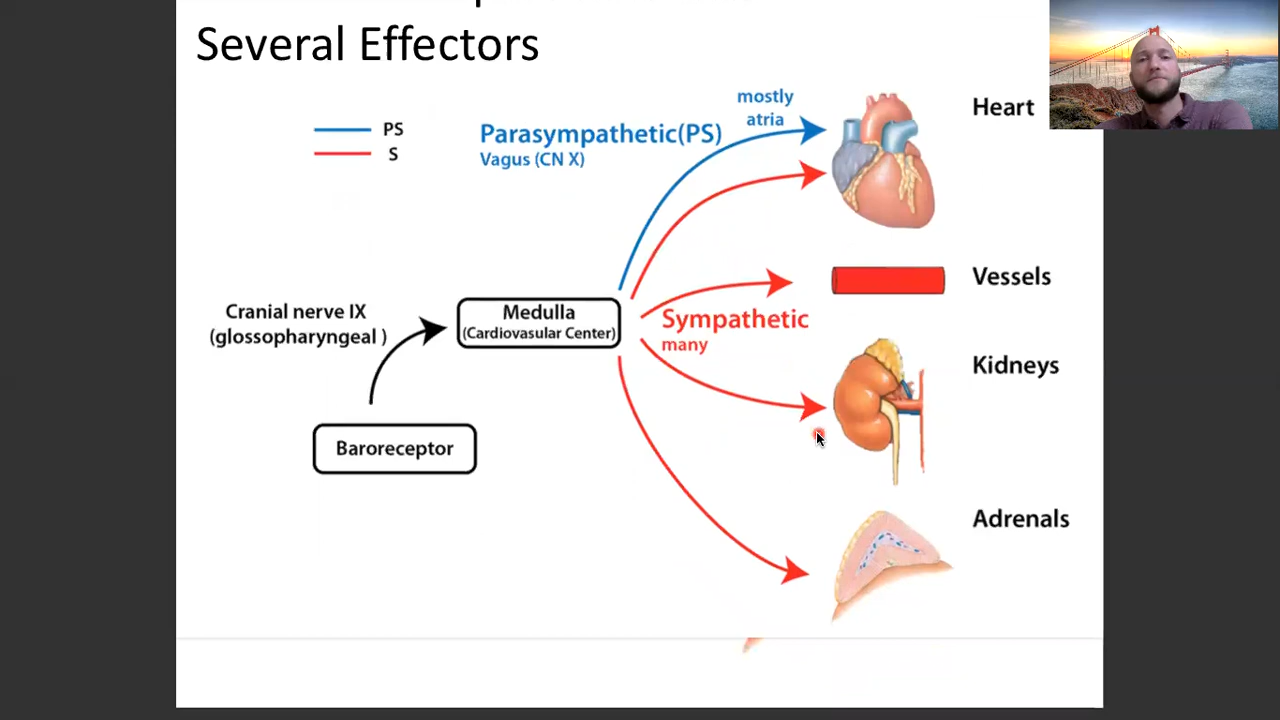 Several Effectors
PS
S
Parasympathetic(PS)
Vagus (CN X)
mostly
atria
Heart
Vessels
Sympathetic
many
Cranial nerve IX
(glossopharyngeal )
Medulla
(Cardiovasular Center)
Kidneys
Baroreceptor
Adrenals